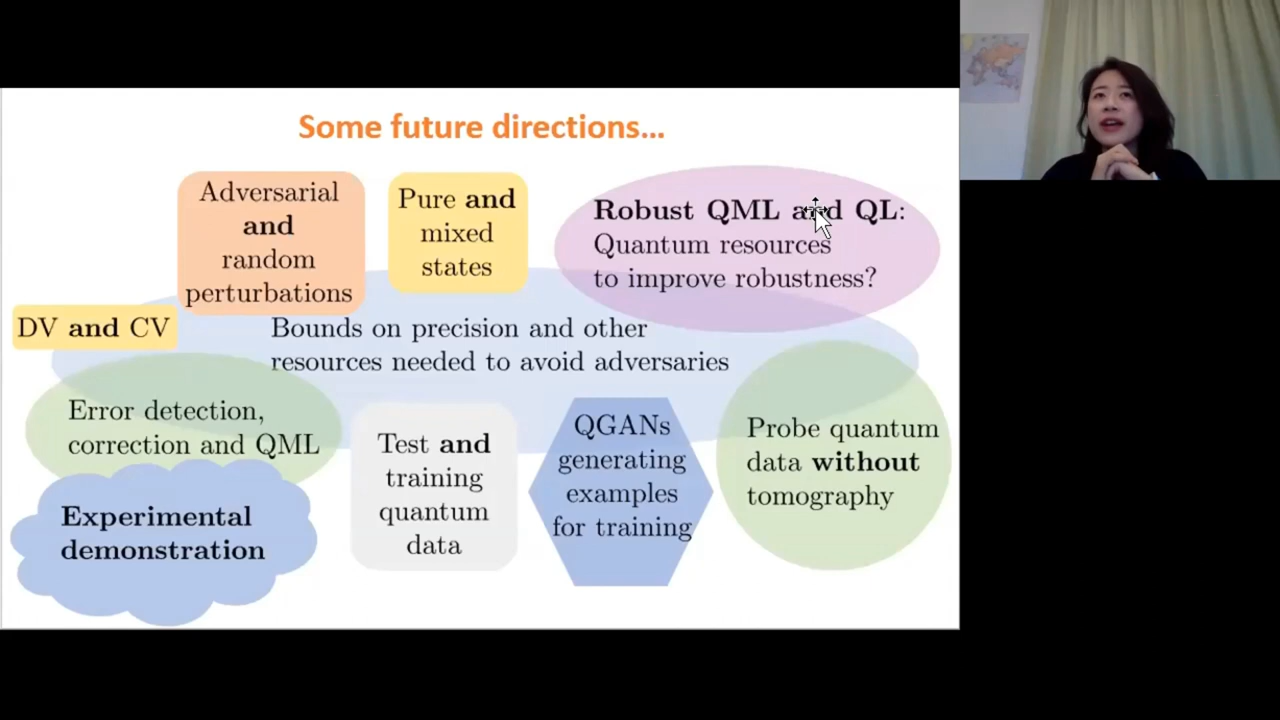 Some future directions...
Adversarial
and
random
perturbations
Pure and
mixed
states
Robust QML and QL:
Quantum resources
to improve robustness?
DV and CV
Bounds on precision and other
resources needed to avoid adversaries
Error detection,
correction and QML
Experimental
demonstration
Test and
training
quantum
data
QGANs
generating
examples
for training
Probe quantum
data without
tomography